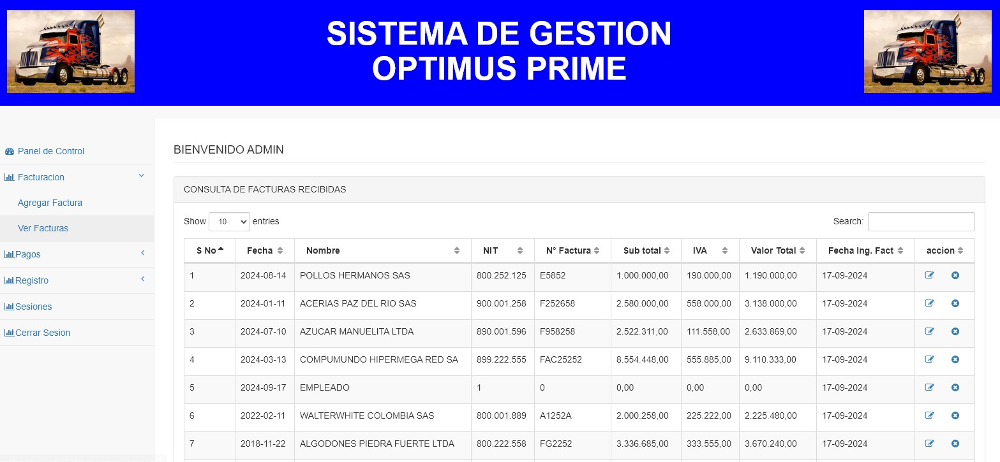 SISTEMA DE GESTION
OPTIMUS PRIME
Panel de Control
Facturacion
Agregar Factura
Ver Facturas
Pagos
Registro
Sesiones
Cerrar Sesion
BIENVENIDO ADMIN
CONSULTA DE FACTURAS RECIBIDAS
Show 10 entries Search:
S No Fecha Nombre NIT N° Factura Sub total IVA Valor Total Fecha Ing. Fact accion
1 2024-08-14 POLLOS HERMANOS SAS 800.252.125 E5852 1.000.000,00 190.000,00 1.190.000,00 17-09-2024
2 2024-01-11 ACERIAS PAZ DEL RIO SAS 900.001.258 F252658 2.580.000,00 558.000,00 3.138.000,00 17-09-2024
3 2024-07-10 AZUCAR MANUELITA LTDA 890.001.596 F958258 2.522.311,00 111.558,00 2.633.869,00 17-09-2024
4 2024-03-13 COMPUMUNDO HIPERMEGA RED SA 899.222.555 FAC25252 8.554.448,00 555.885,00 9.110.333,00 17-09-2024
5 2024-09-17 EMPLEADO 1 0 0,00 0,00 0,00 17-09-2024
6 2022-02-11 WALTERWHITE COLOMBIA SAS 800.001.889 A1252A 2.000.258,00 225.222,00 2.225.480,00 17-09-2024
7 2018-11-22 ALGODONES PIEDRA FUERTE LTDA 800.222.558 FG2252 3.336.685,00 333.555,00 3.670.240,00 17-09-2024